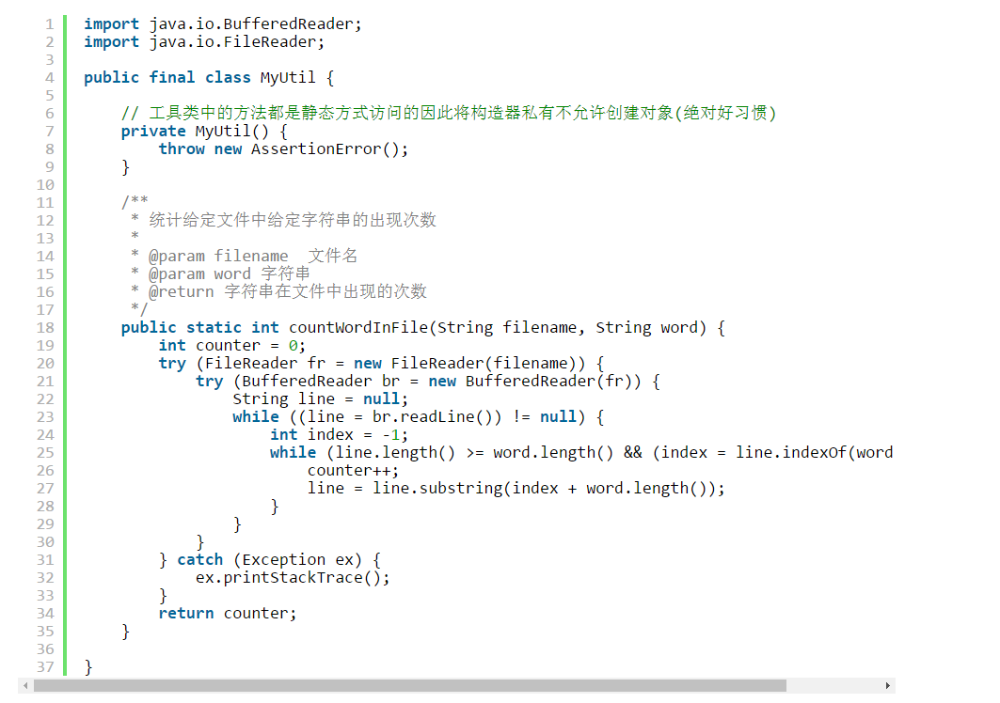 1 import java.io.BufferedReader;
2 import java.io.FileReader;
3
4 public final class MyUtil {
5
6     // 工具类中的方法都是静态方式访问的因此将构造器私有不允许创建对象(绝对好习惯)
7     private MyUtil() {
8         throw new AssertionError();
9     }
10
11     /**
12      * 统计给定文件中给定字符串的出现次数
13      *
14      * @param filename  文件名
15      * @param word 字符串
16      * @return 字符串在文件中出现的次数
17      */
18     public static int countWordInFile(String filename, String word) {
19         int counter = 0;
20         try (FileReader fr = new FileReader(filename)) {
21             try (BufferedReader br = new BufferedReader(fr)) {
22                 String line = null;
23                 while ((line = br.readLine()) != null) {
24                     int index = -1;
25                     while (line.length() >= word.length() && (index = line.indexOf(word
26                         counter++;
27                         line = line.substring(index + word.length());
28                     }
29                 }
30             }
31         } catch (Exception ex) {
32             ex.printStackTrace();
33         }
34         return counter;
35     }
36
37 }